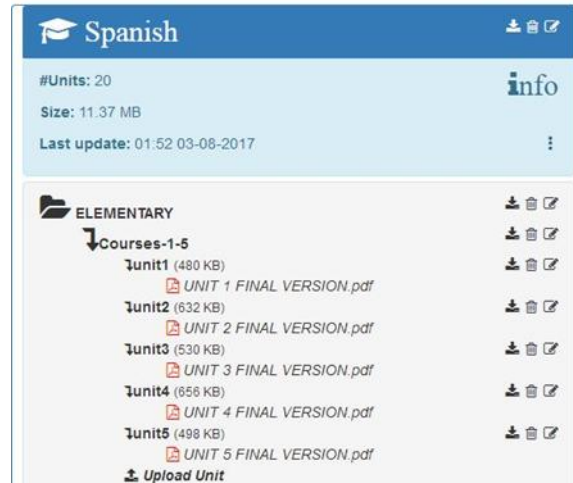 Spanish
#Units: 20
info
Size: 11.37 MB
Last update: 01:52 03-08-2017
ELEMENTARY
Courses-1-5
unit1 (480 KB)
UNIT 1 FINAL VERSION.pdf
unit2 (632 KB)
UNIT 2 FINAL VERSION.pdf
unit3 (530 KB)
UNIT 3 FINAL VERSION.pdf
unit4 (656 KB)
UNIT 4 FINAL VERSION.pdf
unit5 (498 KB)
UNIT 5 FINAL VERSION.pdf
Upload Unit